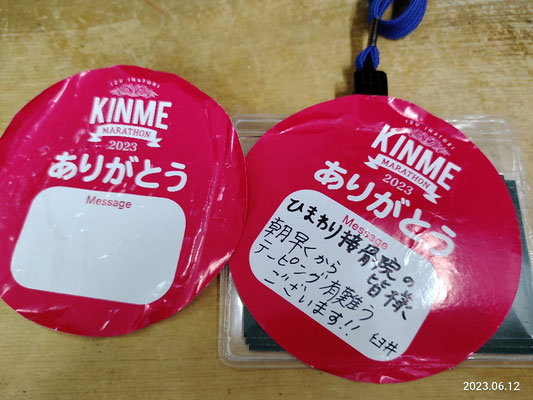 IZU INATORI
KINME
MARATHON
2023
ありがとう
Message
IZU INATORI
KINME
MARATHON
2023
ありがとう
Message
ひまわり接骨院の
皆様
朝早くから
テーピング有難う
ございます!!
臼井
2023.06.12